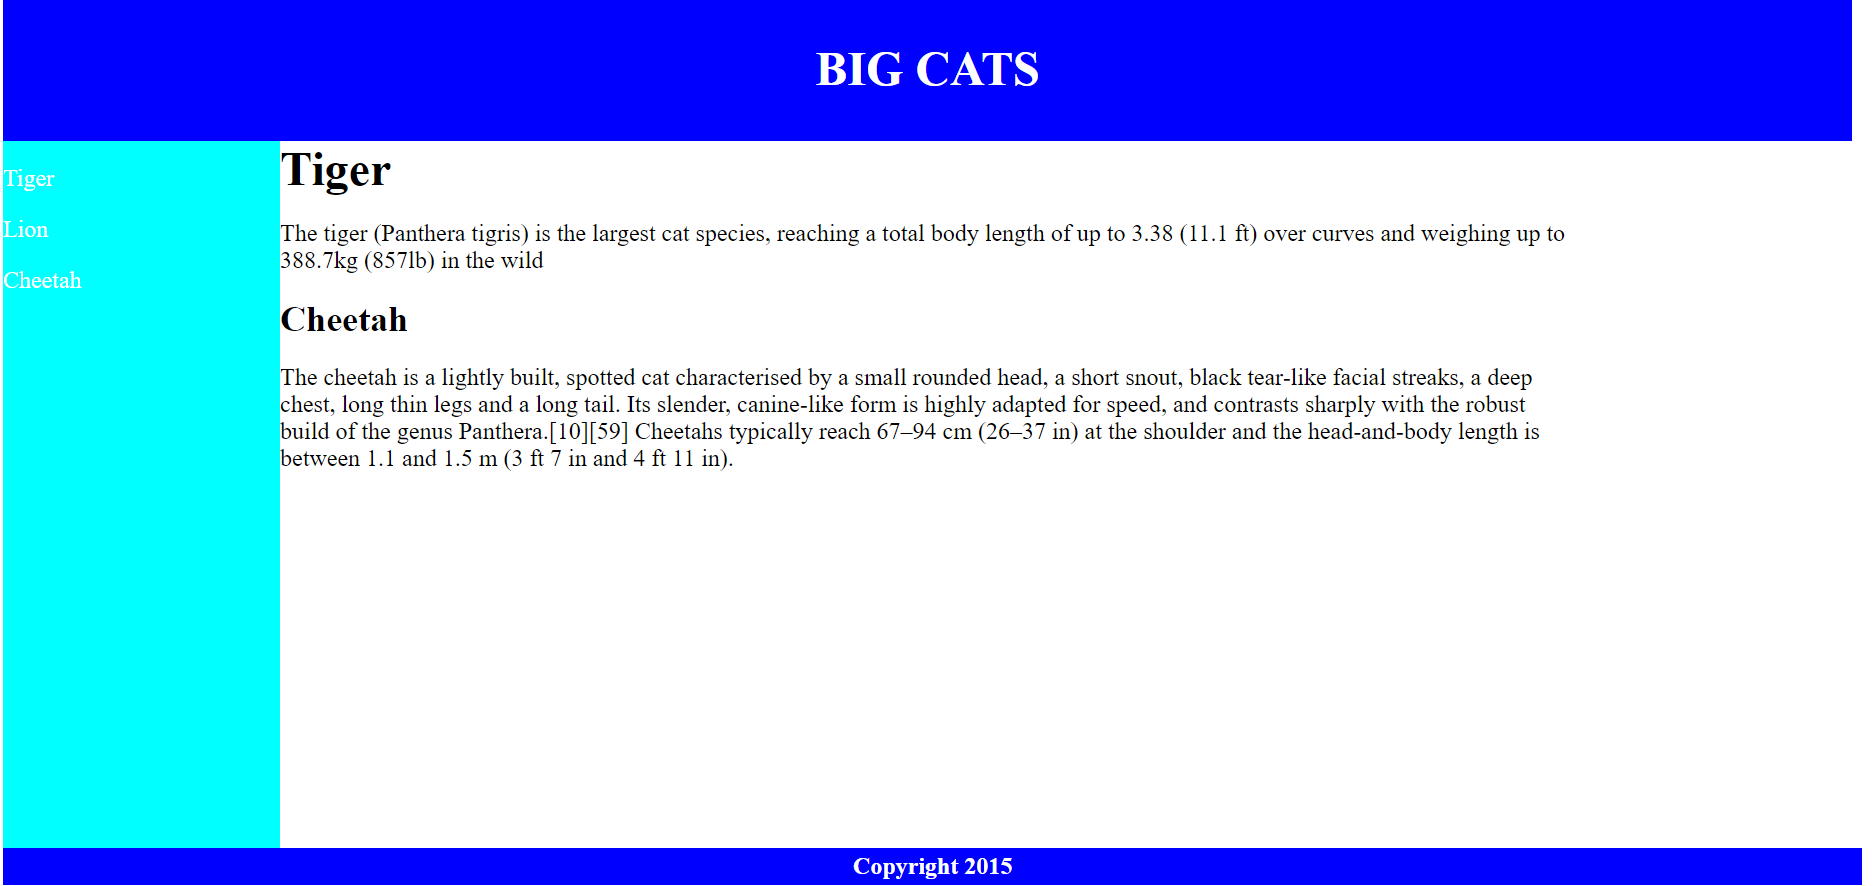 BIG CATS
Tiger
Lion
Cheetah
Tiger
The tiger (Panthera tigris) is the largest cat species, reaching a total body length of up to 3.38 (11.1 ft) over curves and weighing up to
388.7kg (857lb) in the wild
Cheetah
The cheetah is a lightly built, spotted cat characterised by a small rounded head, a short snout, black tear-like facial streaks, a deep
chest, long thin legs and a long tail. Its slender, canine-like form is highly adapted for speed, and contrasts sharply with the robust
build of the genus Panthera.[10][59] Cheetahs typically reach 67–94 cm (26–37 in) at the shoulder and the head-and-body length is
between 1.1 and 1.5 m (3 ft 7 in and 4 ft 11 in).
Copyright 2015